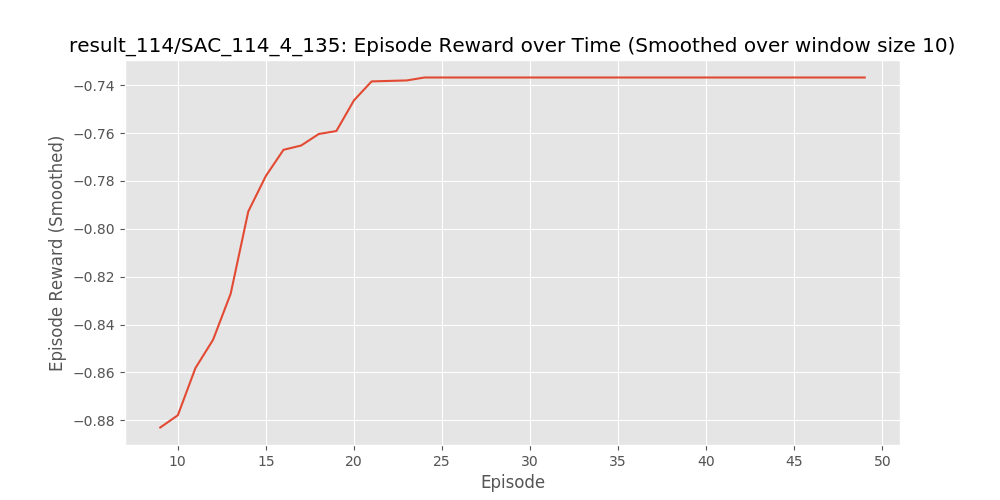 result_114/SAC_114_4_135: Episode Reward over Time (Smoothed over window size 10)
Episode Reward (Smoothed)
−0.74
−0.76
−0.78
−0.80
−0.82
−0.84
−0.86
−0.88
10 15 20 25 30 35 40 45 50
Episode